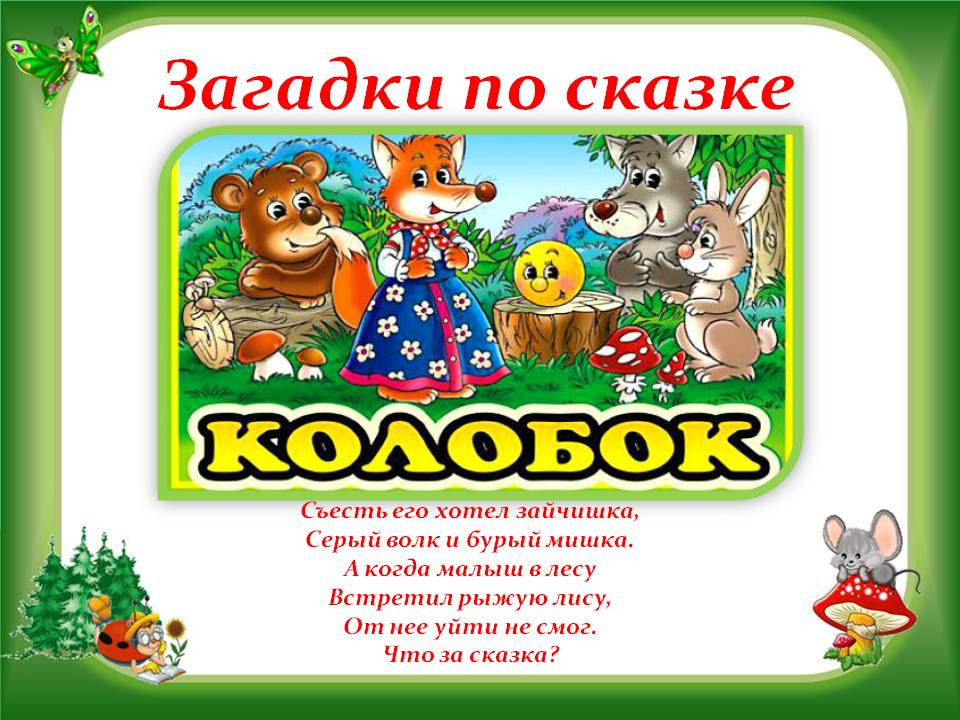 Загадки по сказке
КОЛОБОК
Съесть его хотел зайчишка,
Серый волк и бурый мишка.
А когда малыш в лесу
Встретил рыжую лису,
От нее уйти не смог.
Что за сказка?